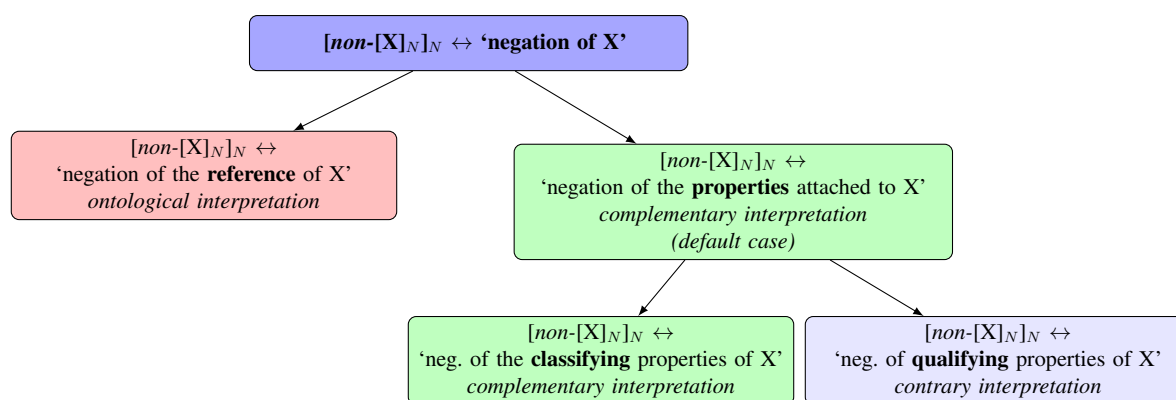 [non-[X]N]N ↔ ‘negation of X’
[non-[X]N]N ↔
‘negation of the reference of X’
ontological interpretation
[non-[X]N]N ↔
‘negation of the properties attached to X’
complementary interpretation
(default case)
[non-[X]N]N ↔
‘neg. of the classifying properties of X’
complementary interpretation
[non-[X]N]N ↔
‘neg. of qualifying properties of X’
contrary interpretation